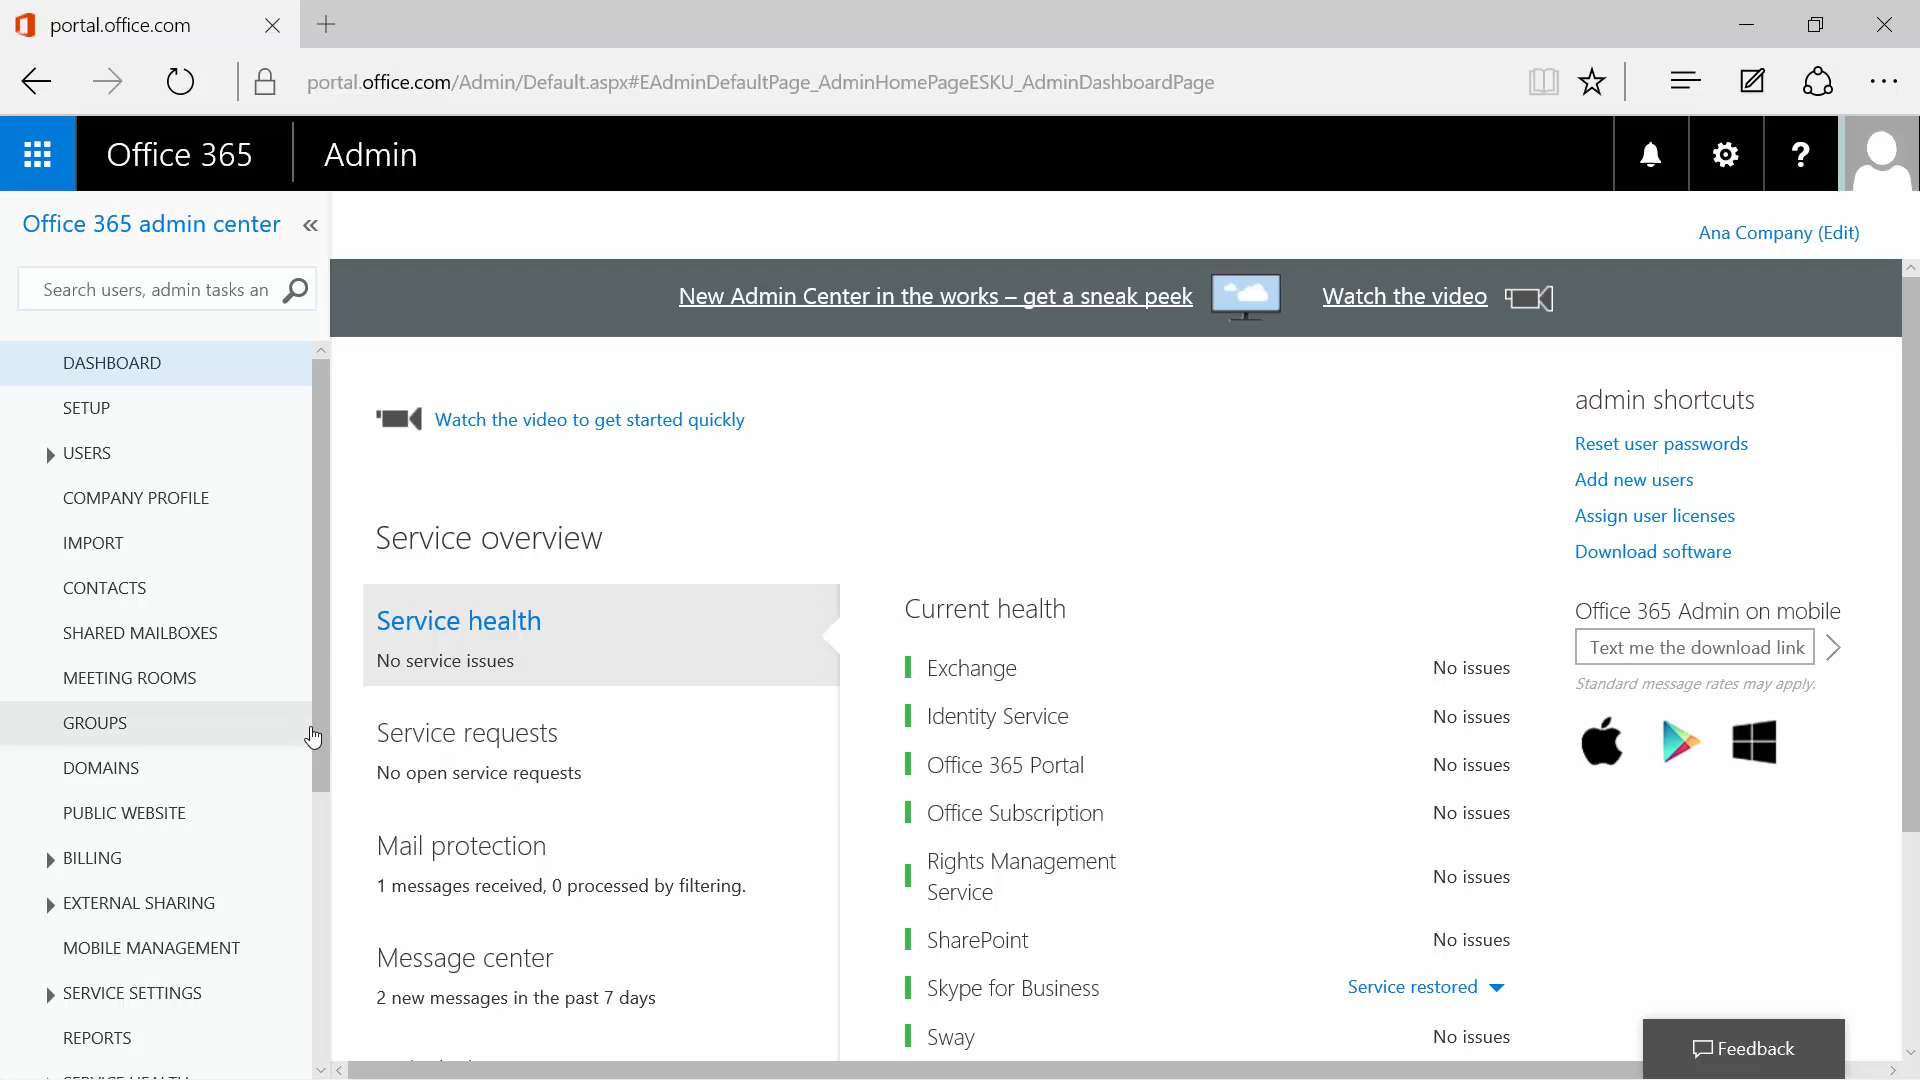 portal.office.com
portal.office.com/Admin/Default.aspx#EAdminDefaultPage_AdminHomePageESKU_AdminDashboardPage
Office 365
Admin
?
Office 365 admin center «
Ana Company (Edit)
Search users, admin tasks an
New Admin Center in the works – get a sneak peek
Watch the video
DASHBOARD
SETUP
USERS
COMPANY PROFILE
IMPORT
CONTACTS
SHARED MAILBOXES
MEETING ROOMS
GROUPS
DOMAINS
PUBLIC WEBSITE
BILLING
EXTERNAL SHARING
MOBILE MANAGEMENT
SERVICE SETTINGS
REPORTS
SERVICE HEALTH
Watch the video to get started quickly
Service overview
Service health
No service issues
Service requests
No open service requests
Mail protection
1 messages received, 0 processed by filtering.
Message center
2 new messages in the past 7 days
Current health
Exchange No issues
Identity Service No issues
Office 365 Portal No issues
Office Subscription No issues
Rights Management
Service No issues
SharePoint No issues
Skype for Business Service restored
Sway No issues
admin shortcuts
Reset user passwords
Add new users
Assign user licenses
Download software
Office 365 Admin on mobile
Text me the download link
Standard message rates may apply.
Feedback